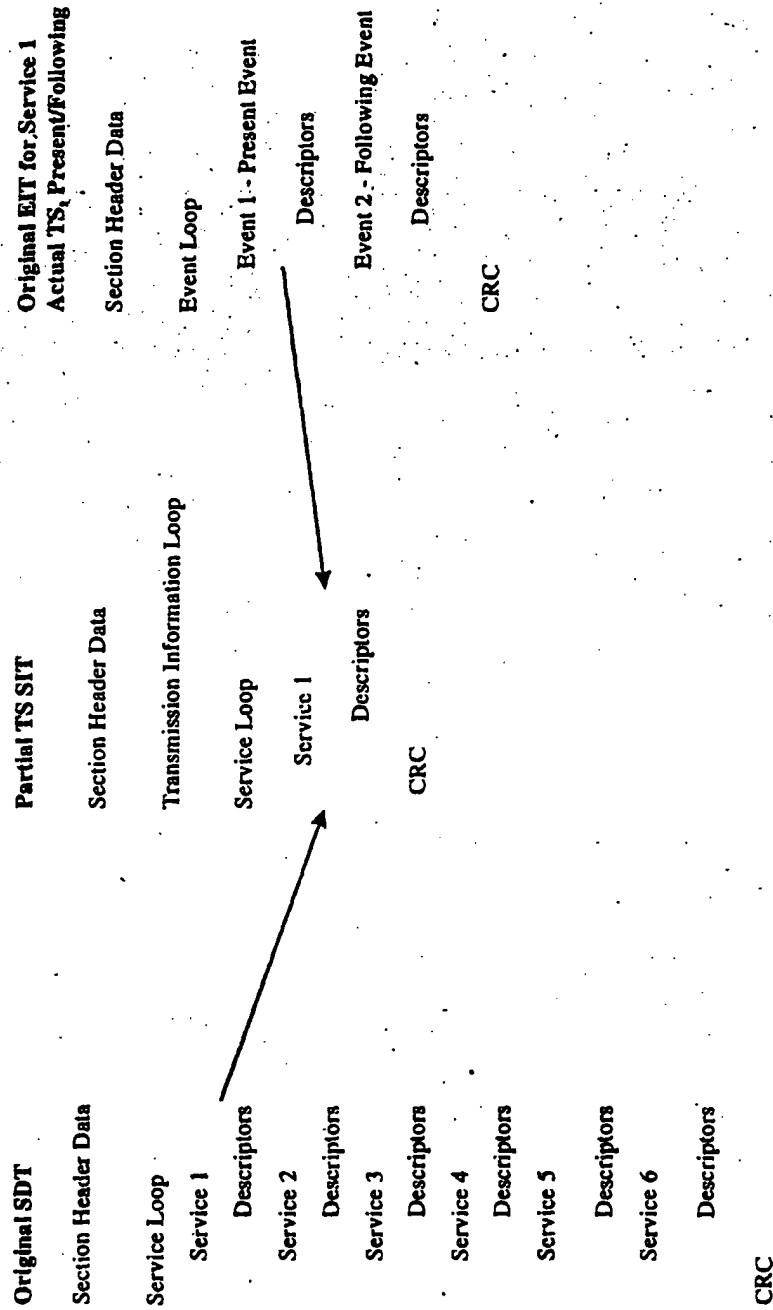 Original SDT
Section Header Data
Service Loop
Service 1
Descriptors
Service 2
Descriptors
Service 3
Descriptors
Service 4
Descriptors
Service 5
Descriptors
Service 6
Descriptors
CRC
Partial TS SIT
Section Header Data
Transmission Information Loop
Service Loop
Service 1
Descriptors
CRC
Original EIT for Service 1
Actual TS, Present/Following
Section Header Data
Event Loop
Event 1 - Present Event
Descriptors
Event 2 - Following Event
Descriptors
CRC